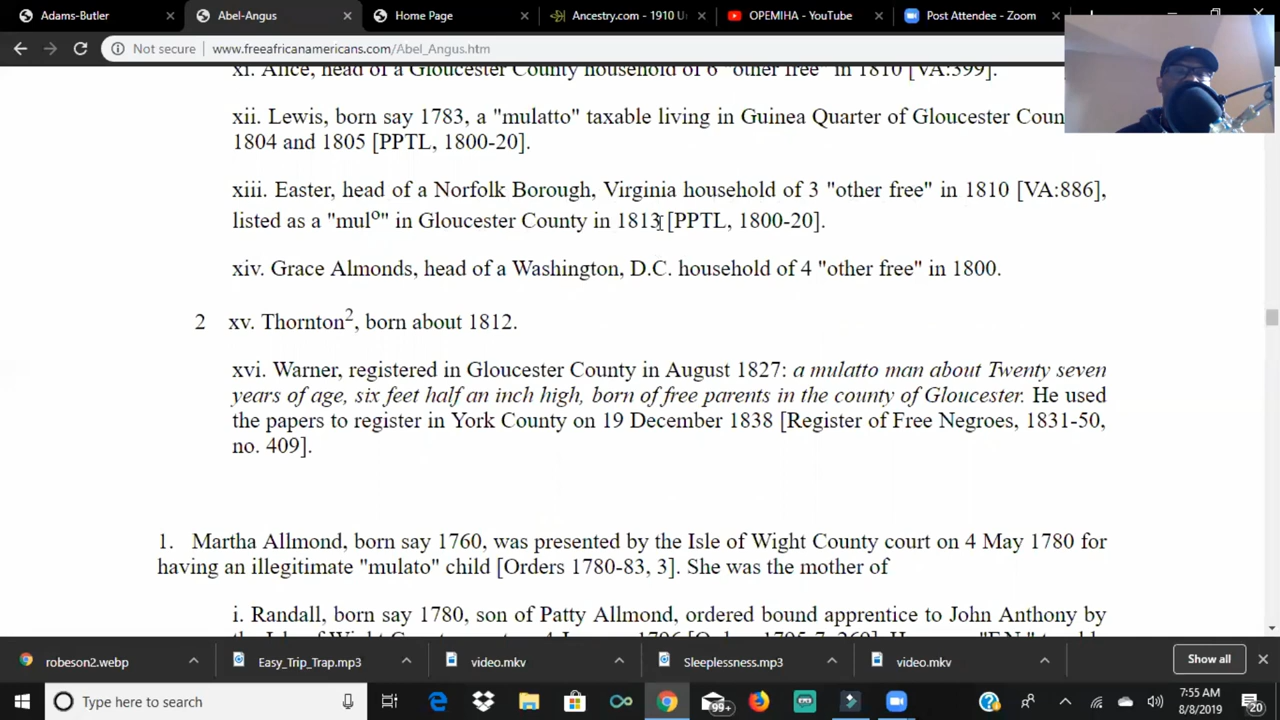 Adams-Butler
Abel-Angus
Home Page
Ancestry.com - 1910 U
OPEMIHA - YouTube
Post Attendee - Zoom
Not secure | www.freeafricanamericans.com/Abel_Angus.htm
xi. Alice, head of a Gloucester County household of 6 "other free" in 1810 [VA:399].
xii. Lewis, born say 1783, a "mulatto" taxable living in Guinea Quarter of Gloucester Coun
1804 and 1805 [PPTL, 1800-20].
xiii. Easter, head of a Norfolk Borough, Virginia household of 3 "other free" in 1810 [VA:886],
listed as a "mulº" in Gloucester County in 1813 [PPTL, 1800-20].
xiv. Grace Almonds, head of a Washington, D.C. household of 4 "other free" in 1800.
2 xv. Thornton², born about 1812.
xvi. Warner, registered in Gloucester County in August 1827: a mulatto man about Twenty seven
years of age, six feet half an inch high, born of free parents in the county of Gloucester. He used
the papers to register in York County on 19 December 1838 [Register of Free Negroes, 1831-50,
no. 409].
1. Martha Allmond, born say 1760, was presented by the Isle of Wight County court on 4 May 1780 for
having an illegitimate "mulato" child [Orders 1780-83, 3]. She was the mother of
i. Randall, born say 1780, son of Patty Allmond, ordered bound apprentice to John Anthony by
robeson2.webp
Easy_Trip_Trap.mp3
video.mkv
Sleeplessness.mp3
video.mkv
Show all
Type here to search
99+
7:55 AM
8/8/2019
20